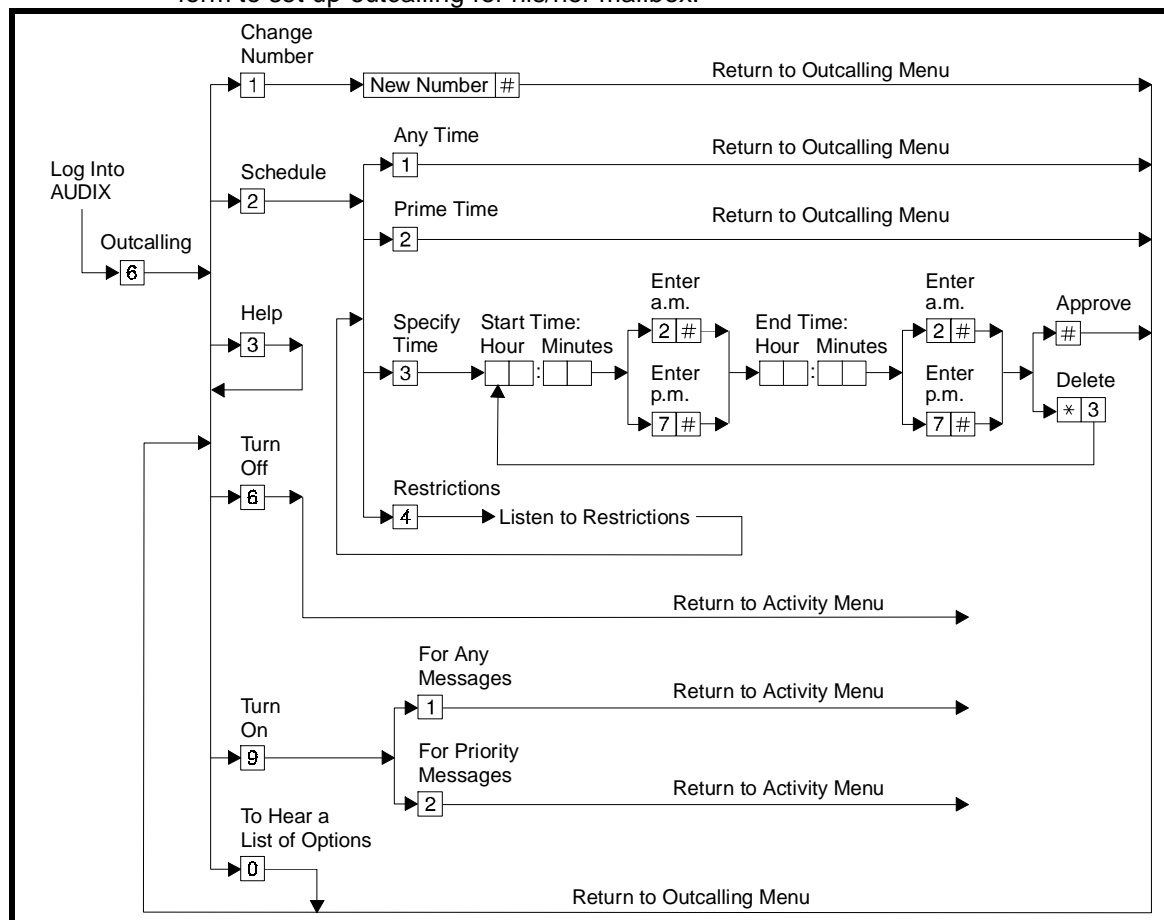 form to set up outcalling for his/her mailbox.
Change
Number
1
New Number #
Return to Outcalling Menu
Any Time
1
Return to Outcalling Menu
Log Into
AUDIX
Schedule
2
Prime Time
2
Return to Outcalling Menu
Outcalling
6
Help
3
Specify
Time
3
Start Time:
Hour Minutes
:
Enter
a.m.
2 #
Enter
p.m.
7 #
End Time:
Hour Minutes
:
Enter
a.m.
2 #
Enter
p.m.
7 #
Approve
#
Delete
* 3
Turn
Off
6
Restrictions
4
Listen to Restrictions
Return to Activity Menu
Turn
On
9
For Any
Messages
1
Return to Activity Menu
For Priority
Messages
2
Return to Activity Menu
To Hear a
List of Options
0
Return to Outcalling Menu